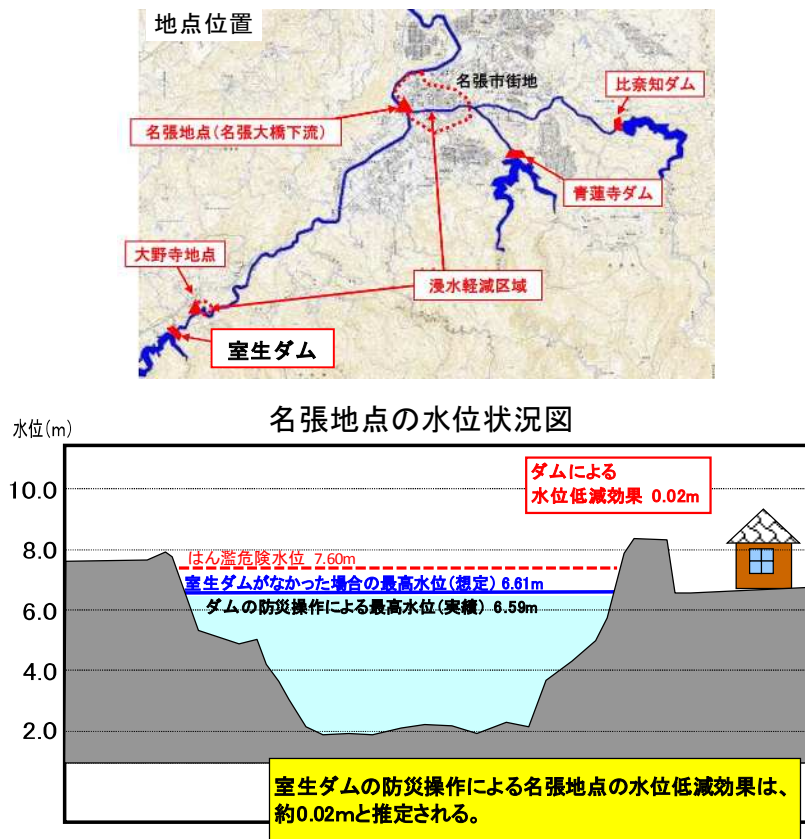 地点位置
名張市街地
比奈知ダム
名張地点(名張大橋下流)
青蓮寺ダム
大野寺地点
浸水軽減区域
室生ダム
名張地点の水位状況図
水位(m)
ダムによる
水位低減効果 0.02m
10.0
8.0
はん濫危険水位 7.60m
室生ダムがなかった場合の最高水位(想定) 6.61m
6.0
ダムの防災操作による最高水位(実績) 6.59m
4.0
2.0
室生ダムの防災操作による名張地点の水位低減効果は、
約0.02mと推定される。